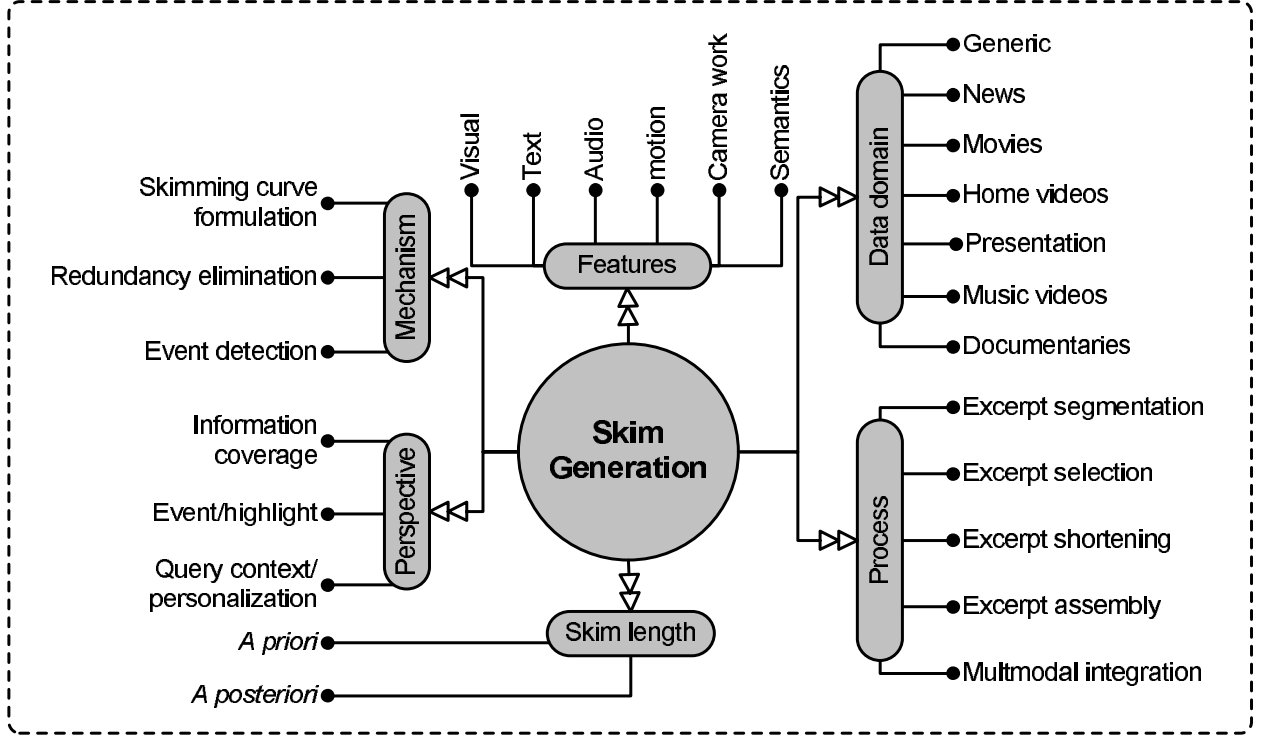 Skimming curve
formulation
Redundancy elimination
Event detection
Mechanism
Information
coverage
Event/highlight
Query context/
personalization
Perspective
Visual
Text
Audio
motion
Camera work
Semantics
Features
Skim
Generation
Skim length
A priori
A posteriori
Data domain
Generic
News
Movies
Home videos
Presentation
Music videos
Documentaries
Process
Excerpt segmentation
Excerpt selection
Excerpt shortening
Excerpt assembly
Multmodal integration